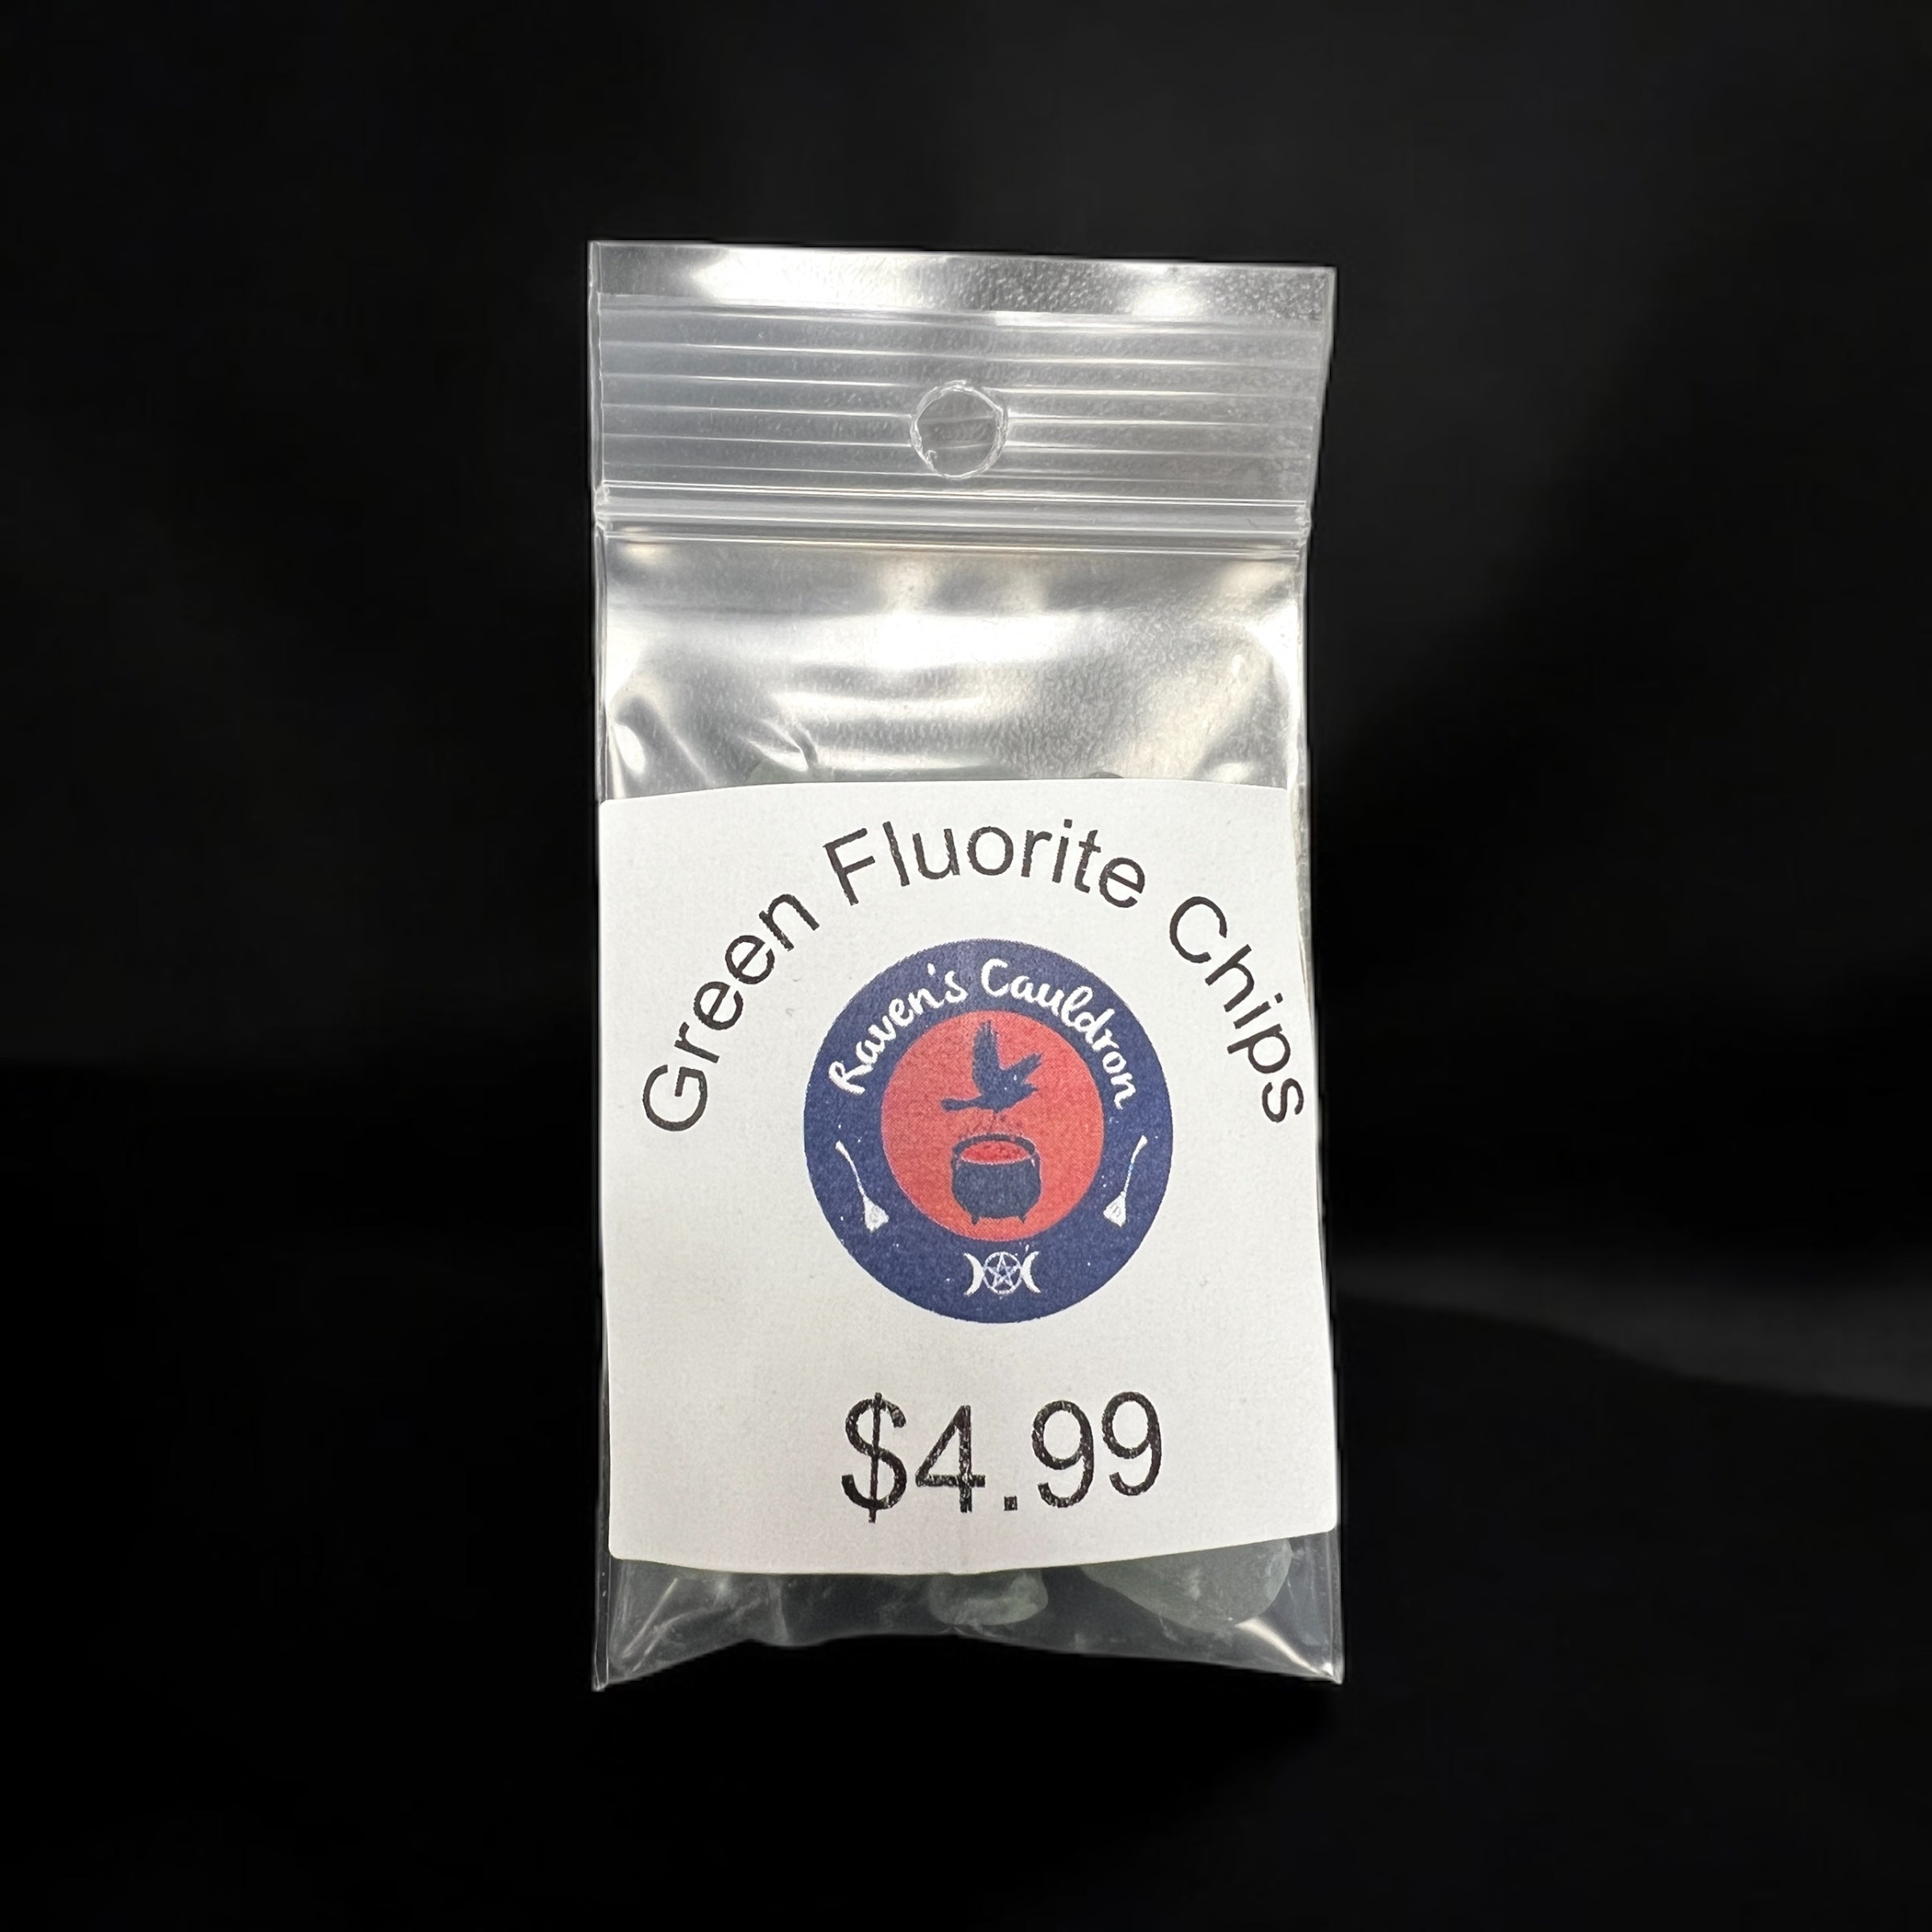 Green Fluorite Chips
Raven's Cauldron
$4.99